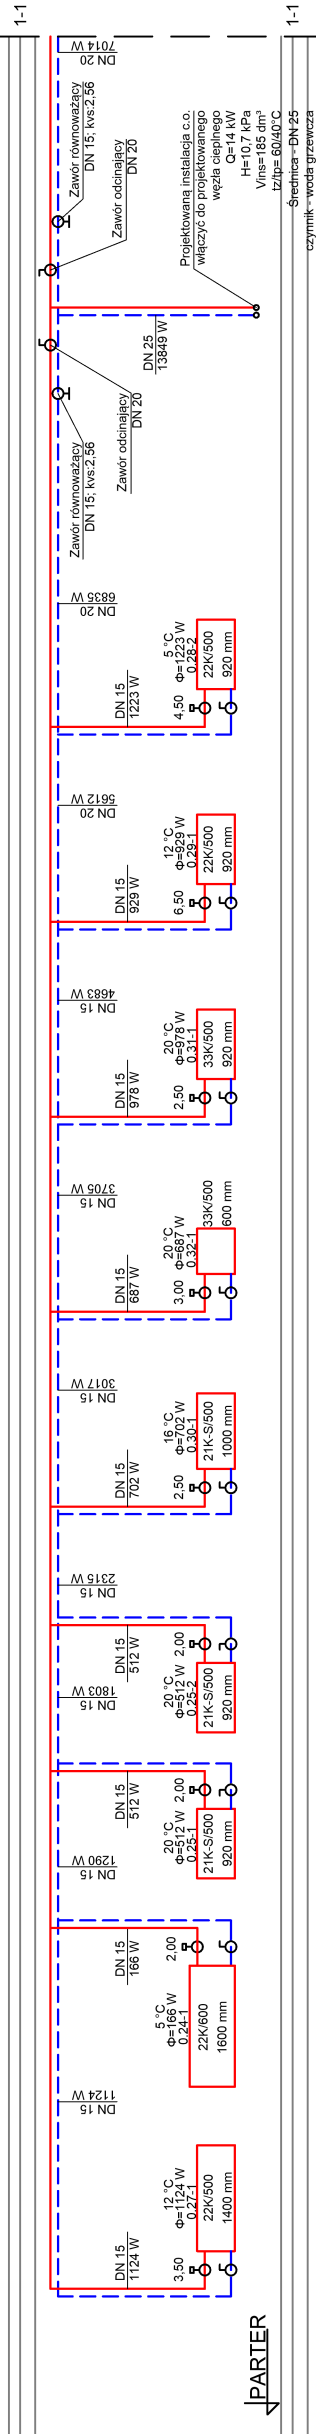 1-1
1-1
7014 W
DN 20
Zawór równoważący
DN 15; kvs:2,56
Zawór odcinający
DN 20
Projektowaną instalacja c.o.
włączyć do projektowanego
węzła cieplnego
Q=14 kW
H=10,7 kPa
Vins=185 dm³
tz/tp= 60/40°C
Średnica - DN 25
czynnik - woda grzewcza
DN 25
13849 W
Zawór odcinający
DN 20
Zawór równoważący
DN 15; kvs:2,56
6835 W
DN 20
DN 15
1223 W
4,50
5 °C
Φ=1223 W
0.28-2
22K/500
920 mm
5612 W
DN 20
DN 15
929 W
6,50
12 °C
Φ=929 W
0.29-1
22K/500
920 mm
4683 W
DN 15
DN 15
978 W
2,50
20 °C
Φ=978 W
0.31-1
33K/500
920 mm
3705 W
DN 15
DN 15
687 W
3,00
20 °C
Φ=687 W
0.32-1
33K/500
600 mm
3017 W
DN 15
DN 15
702 W
2,50
16 °C
Φ=702 W
0.30-1
21K-S/500
1000 mm
2315 W
DN 15
DN 15
512 W
2,00
20 °C
Φ=512 W
0.25-2
21K-S/500
920 mm
1803 W
DN 15
DN 15
512 W
2,00
20 °C
Φ=512 W
0.25-1
21K-S/500
920 mm
1290 W
DN 15
DN 15
166 W
2,00
5 °C
Φ=166 W
0.24-1
22K/600
1600 mm
1124 W
DN 15
DN 15
1124 W
3,50
12 °C
Φ=1124 W
0.27-1
22K/500
1400 mm
PARTER